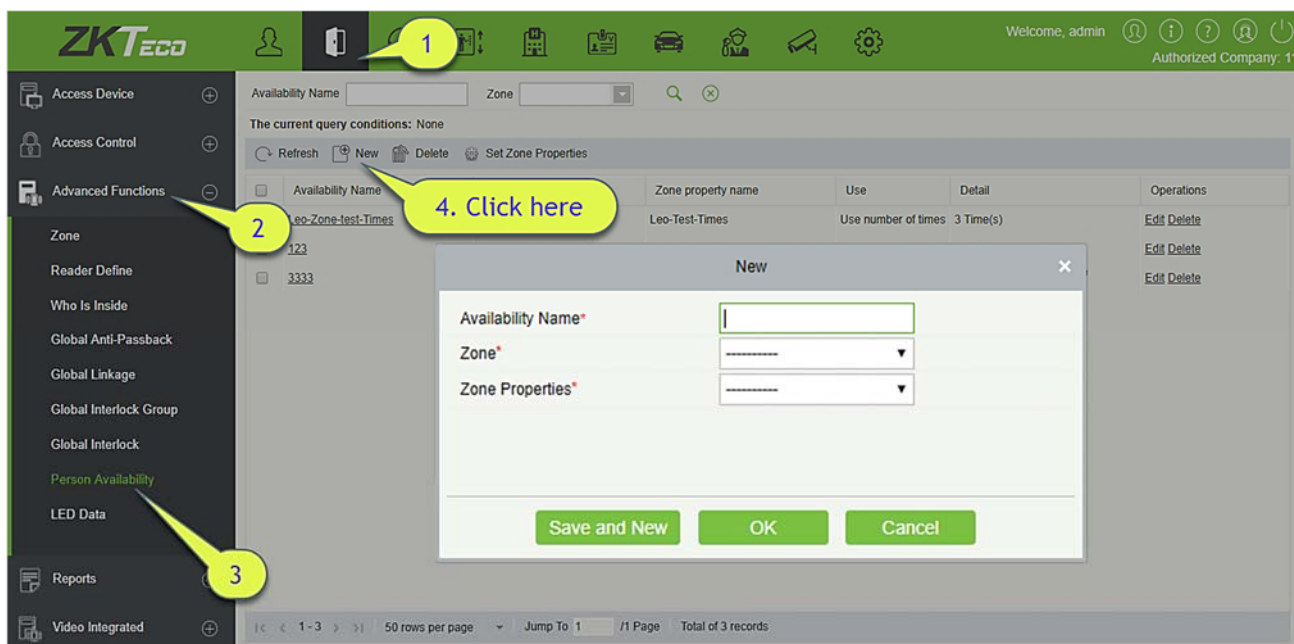 ZKTECO
1
Welcome, admin
Authorized Company: 1
Access Device
Access Control
Advanced Functions
2
Zone
Reader Define
Who Is Inside
Global Anti-Passback
Global Linkage
Global Interlock Group
Global Interlock
Person Availability
LED Data
3
Reports
Video Integrated
Availability Name Zone
The current query conditions: None
Refresh New Delete Set Zone Properties
4. Click here
Availability Name Zone property name Use Detail Operations
Leo-Zone-test-Times Leo-Test-Times Use number of times 3 Time(s) Edit Delete
123 Edit Delete
3333 Edit Delete
New
Availability Name*
Zone* ----------
Zone Properties* ----------
Save and New OK Cancel
1-3 50 rows per page Jump To 1 /1 Page Total of 3 records